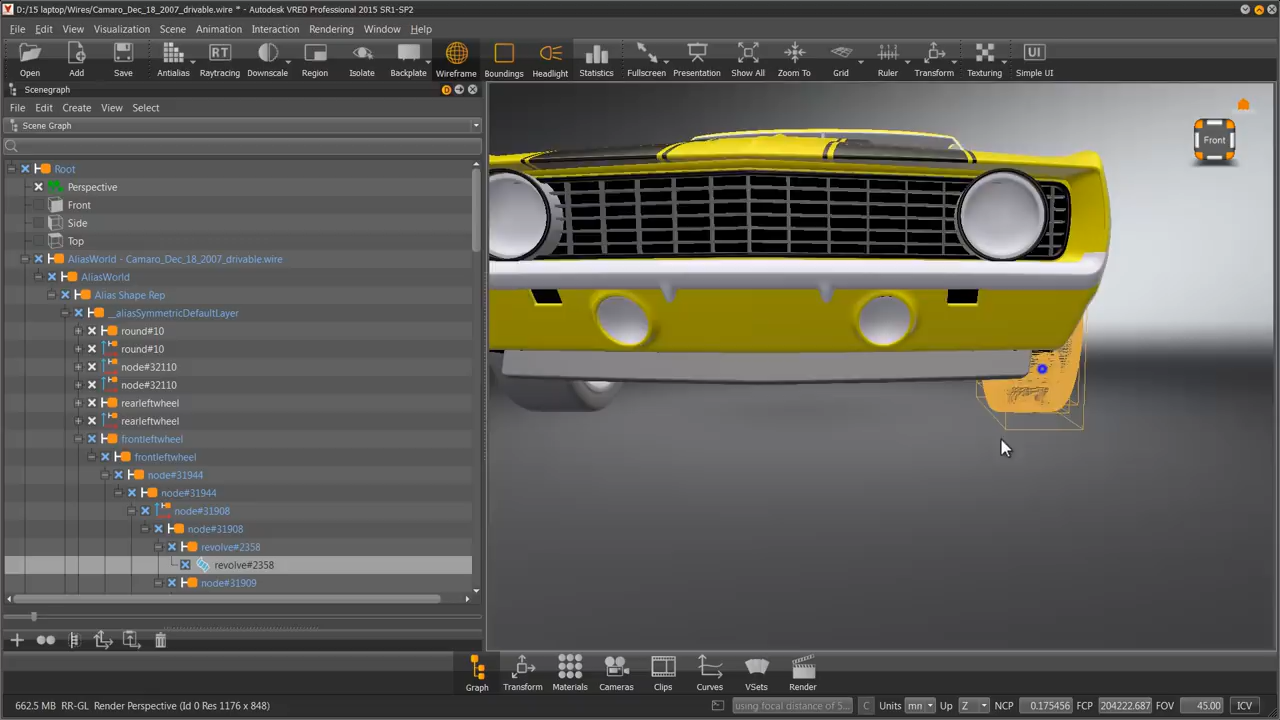 D:/15 laptop/Wires/Camaro_Dec_18_2007_drivable.wire * - Autodesk VRED Professional 2015 SR1-SP2
File Edit View Visualization Scene Animation Interaction Rendering Window Help
Open Add Save Antialias Raytracing Downscale Region Isolate Backplate Wireframe Boundings Headlight Statistics Fullscreen Presentation Show All Zoom To Grid Ruler Transform Texturing Simple UI
RT
UI
Scenegraph
File Edit Create View Select
Scene Graph
Root
Perspective
Front
Side
Top
AliasWorld - Camaro_Dec_18_2007_drivable.wire
AliasWorld
Alias Shape Rep
__aliasSymmetricDefaultLayer
round#10
round#10
node#32110
node#32110
rearleftwheel
rearleftwheel
frontleftwheel
frontleftwheel
node#31944
node#31944
node#31908
node#31908
revolve#2358
revolve#2358
node#31909
Front
Graph Transform Materials Cameras Clips Curves VSets Render
662.5 MB RR-GL Render Perspective (Id 0 Res 1176 x 848) using focal distance of 5... C Units mm Up Z NCP 0.175456 FCP 204222.687 FOV 45.00 ICV